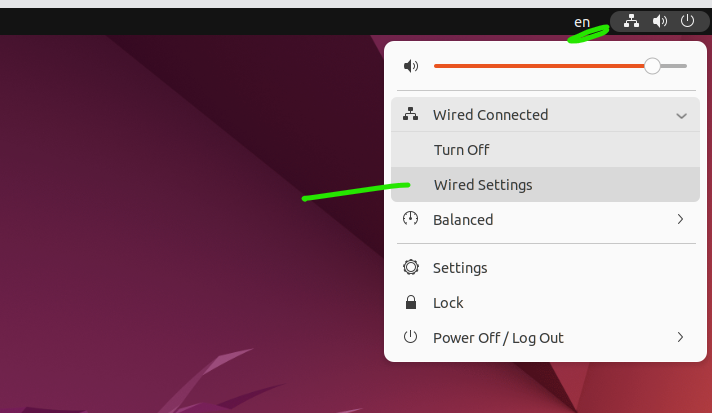 en
Wired Connected
Turn Off
Wired Settings
Balanced
Settings
Lock
Power Off / Log Out